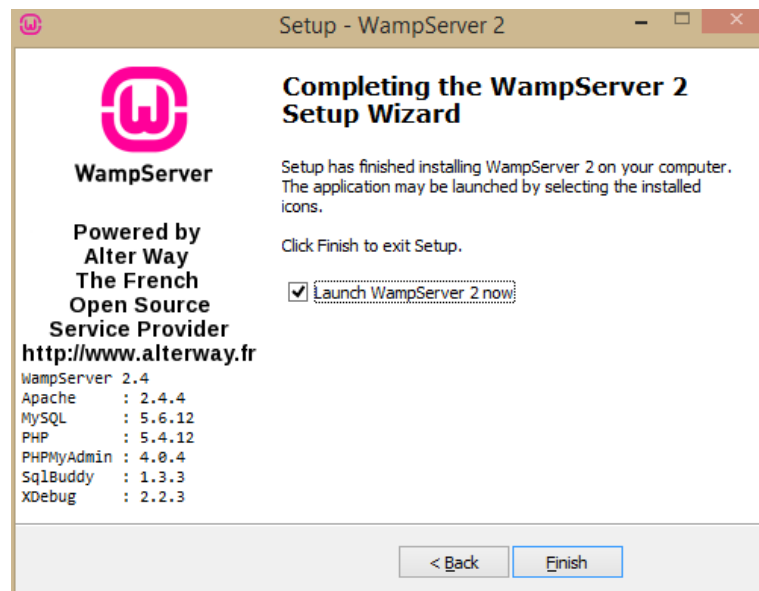 Setup - WampServer 2
WampServer
Powered by
Alter Way
The French
Open Source
Service Provider
http://www.alterway.fr
WampServer 2.4
Apache : 2.4.4
MySQL : 5.6.12
PHP : 5.4.12
PHPMyAdmin : 4.0.4
SqlBuddy : 1.3.3
XDebug : 2.2.3
Completing the WampServer 2
Setup Wizard
Setup has finished installing WampServer 2 on your computer.
The application may be launched by selecting the installed
icons.
Click Finish to exit Setup.
Launch WampServer 2 now
< Back
Finish